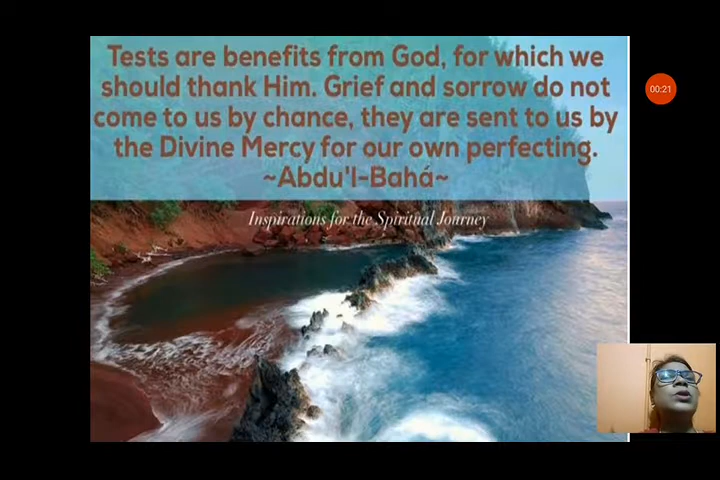 Tests are benefits from God, for which we
should thank Him. Grief and sorrow do not
come to us by chance, they are sent to us by
the Divine Mercy for our own perfecting.
~Abdu'l-Bahá~
Inspirations for the Spiritual Journey
00:21